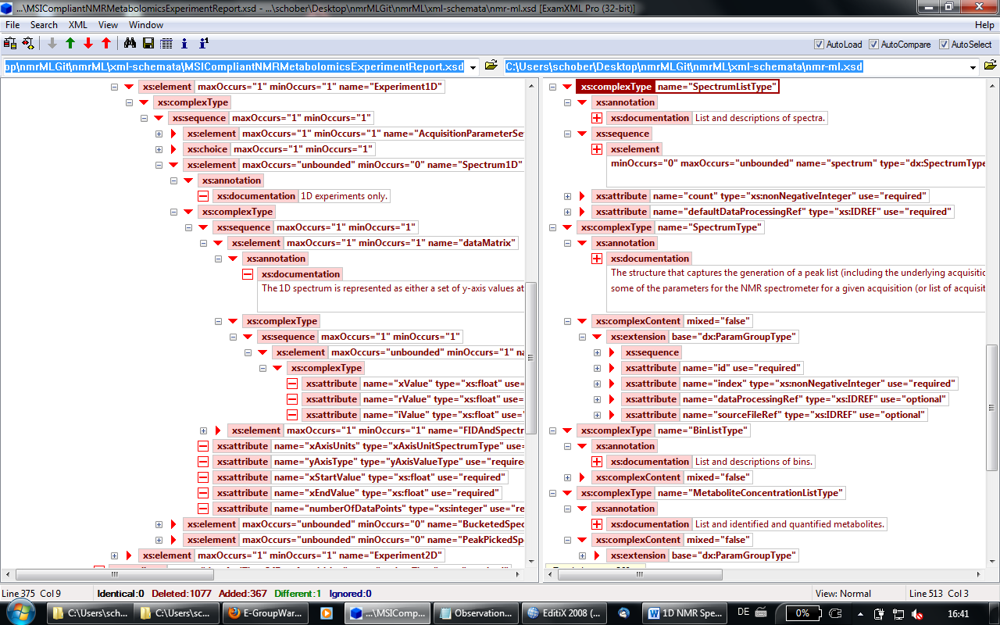 ...\MSICompliantNMRMetabolomicsExperimentReport.xsd - ...\schober\Desktop\nmrMLGit\nmrML\xml-schemata\nmr-ml.xsd [ExamXML Pro (32-bit)]
File Search XML View Window Help
AutoLoad AutoCompare AutoSelect
op\nmrMLGit\nmrML\xml-schemata\MSICompliantNMRMetabolomicsExperimentReport.xsd
C:\Users\schober\Desktop\nmrMLGit\nmrML\xml-schemata\nmr-ml.xsd
xs:element maxOccurs="1" minOccurs="1" name="Experiment1D"
xs:complexType
xs:sequence maxOccurs="1" minOccurs="1"
xs:element maxOccurs="1" minOccurs="1" name="AcquisitionParameterSe
xs:choice maxOccurs="1" minOccurs="1"
xs:element maxOccurs="unbounded" minOccurs="0" name="Spectrum1D"
xs:annotation
xs:documentation 1D experiments only.
xs:complexType
xs:sequence maxOccurs="1" minOccurs="1"
xs:element maxOccurs="1" minOccurs="1" name="dataMatrix"
xs:annotation
xs:documentation
The 1D spectrum is represented as either a set of y-axis values at
xs:complexType
xs:sequence maxOccurs="1" minOccurs="1"
xs:element maxOccurs="unbounded" minOccurs="1" na
xs:complexType
xs:attribute name="xValue" type="xs:float" use=
xs:attribute name="rValue" type="xs:float" use=
xs:attribute name="iValue" type="xs:float" use="
xs:element maxOccurs="1" minOccurs="1" name="FIDAndSpectr
xs:attribute name="xAxisUnits" type="xAxisUnitSpectrumType" use=
xs:attribute name="yAxisType" type="yAxisValueType" use="require
xs:attribute name="xStartValue" type="xs:float" use="required"
xs:attribute name="xEndValue" type="xs:float" use="required"
xs:attribute name="numberOfDataPoints" type="xs:integer" use="re
xs:element maxOccurs="unbounded" minOccurs="0" name="BucketedSpec
xs:element maxOccurs="unbounded" minOccurs="0" name="PeakPickedSp
xs:element maxOccurs="1" minOccurs="1" name="Experiment2D"
xs:complexType name="SpectrumListType"
xs:annotation
xs:documentation List and descriptions of spectra.
xs:sequence
xs:element
minOccurs="0" maxOccurs="unbounded" name="spectrum" type="dx:SpectrumType
xs:attribute name="count" type="xs:nonNegativeInteger" use="required"
xs:attribute name="defaultDataProcessingRef" type="xs:IDREF" use="required"
xs:complexType name="SpectrumType"
xs:annotation
xs:documentation
The structure that captures the generation of a peak list (including the underlying acquisitio
some of the parameters for the NMR spectrometer for a given acquisition (or list of acquisit
xs:complexContent mixed="false"
xs:extension base="dx:ParamGroupType"
xs:sequence
xs:attribute name="id" use="required"
xs:attribute name="index" type="xs:nonNegativeInteger" use="required"
xs:attribute name="dataProcessingRef" type="xs:IDREF" use="optional"
xs:attribute name="sourceFileRef" type="xs:IDREF" use="optional"
xs:complexType name="BinListType"
xs:annotation
xs:documentation List and descriptions of bins.
xs:complexContent mixed="false"
xs:complexType name="MetaboliteConcentrationListType"
xs:annotation
xs:documentation List and identified and quantified metabolites.
xs:complexContent mixed="false"
xs:extension base="dx:ParamGroupType"
Line 375 Col 9 Identical:0 Deleted:1077 Added:367 Different:1 Ignored:0 View: Normal Line 513 Col 3
C:\Users\sch... C:\Users\sc... E-GroupWar... ...\MSIComp... Observation... EditiX 2008 (... 1D NMR Spe... DE 0% 16:41